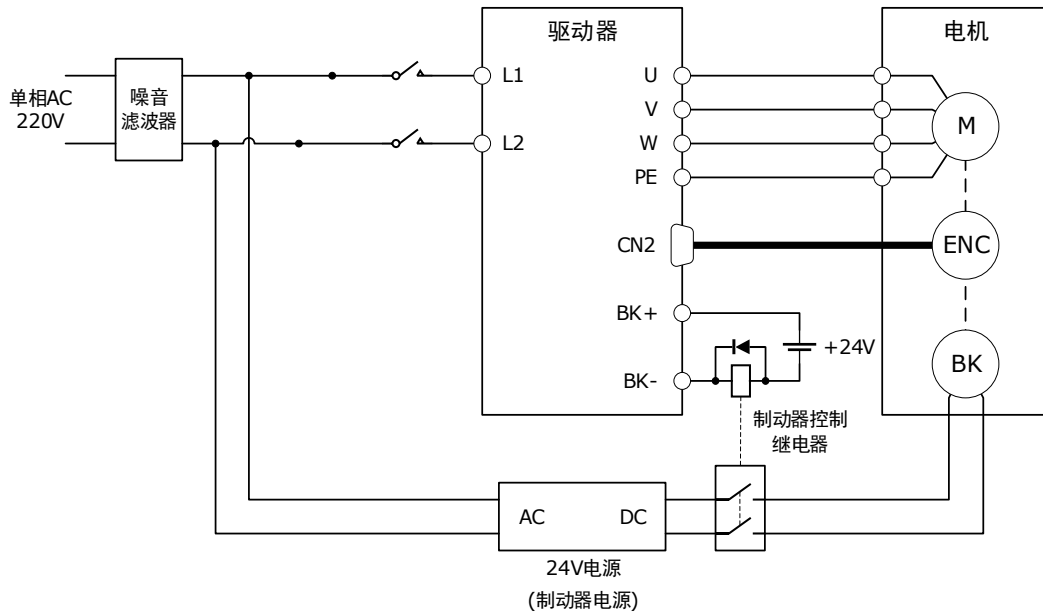 驱动器
电机
单相AC
220V
噪音
滤波器
L1
L2
U
V
W
PE
CN2
BK+
BK-
M
ENC
BK
+24V
制动器控制
继电器
AC
DC
24V电源
(制动器电源)